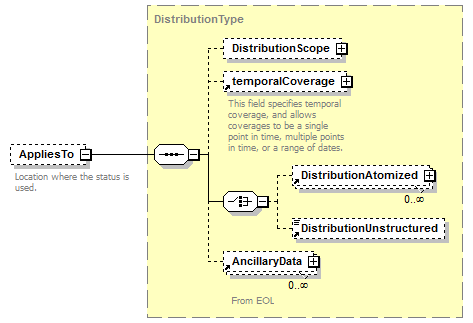 DistributionType
DistributionScope
temporalCoverage
This field specifies temporal
coverage, and allows
coverages to be a single
point in time, multiple points
in time, or a range of dates.
AppliesTo
Location where the status is
used.
DistributionAtomized
0..∞
DistributionUnstructured
AncillaryData
0..∞
From EOL